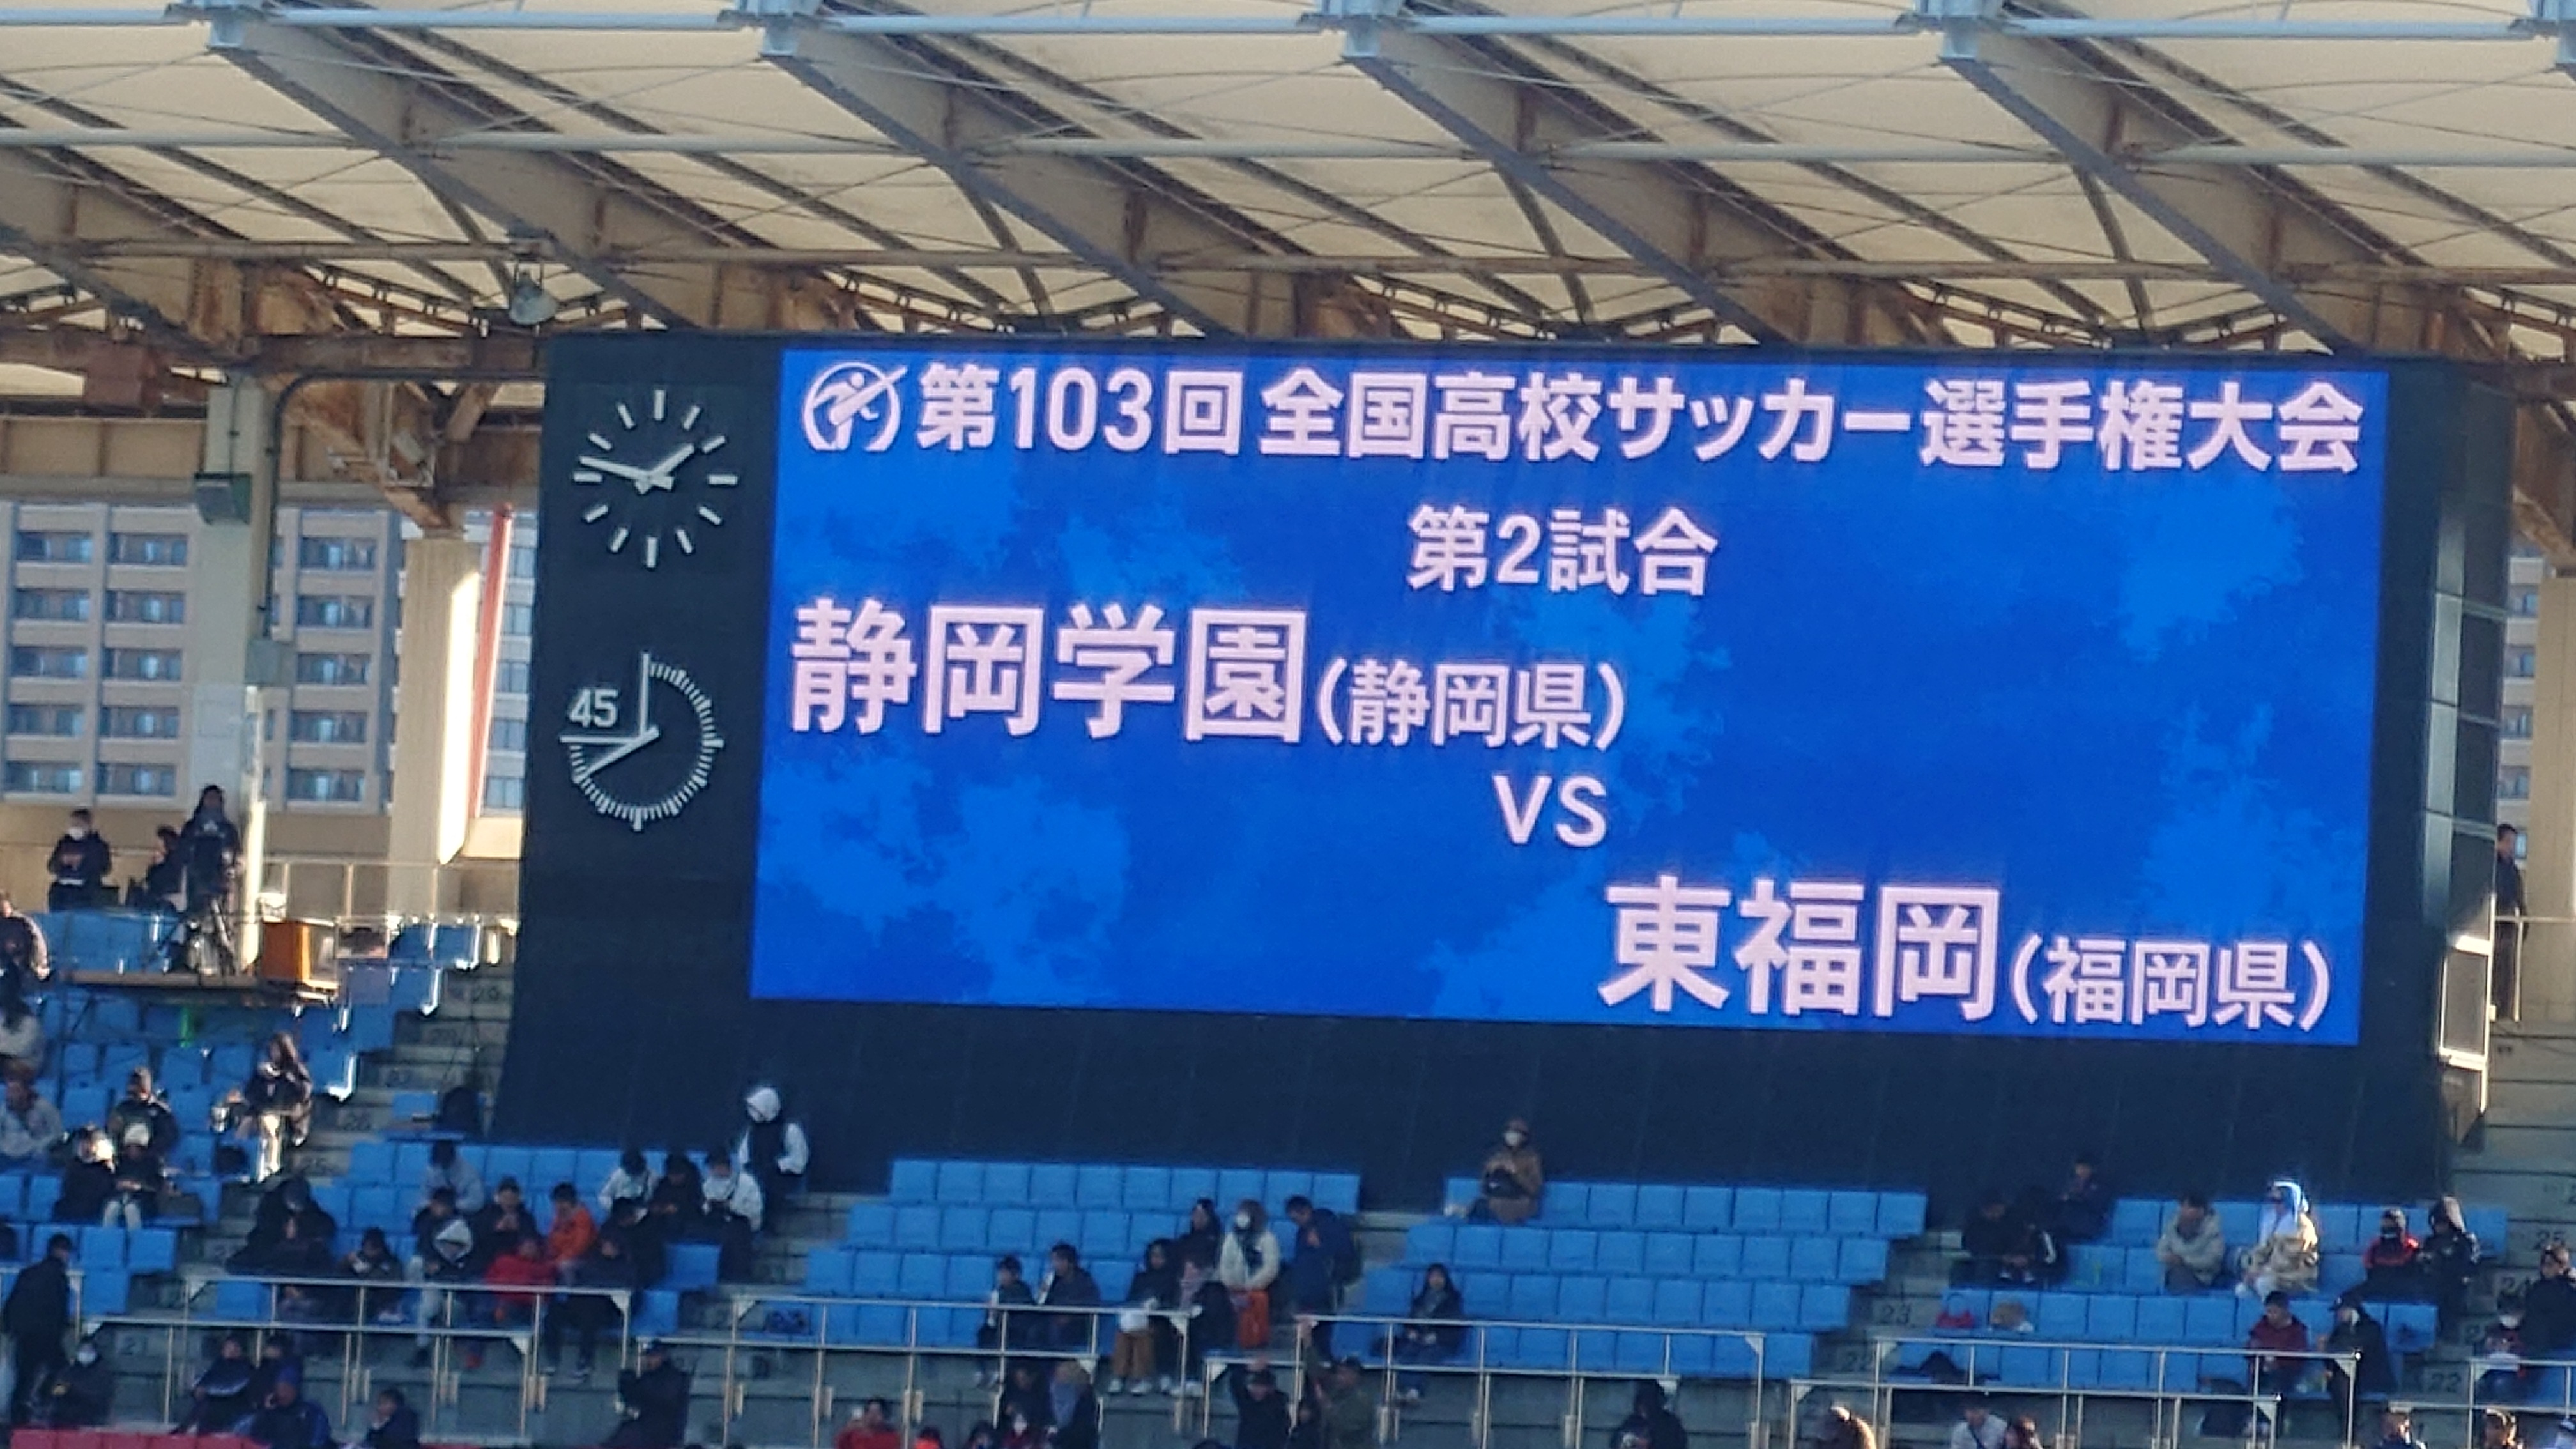 第103回 全国高校サッカー選手権大会
第2試合
静岡学園(静岡県)
VS
東福岡(福岡県)
45